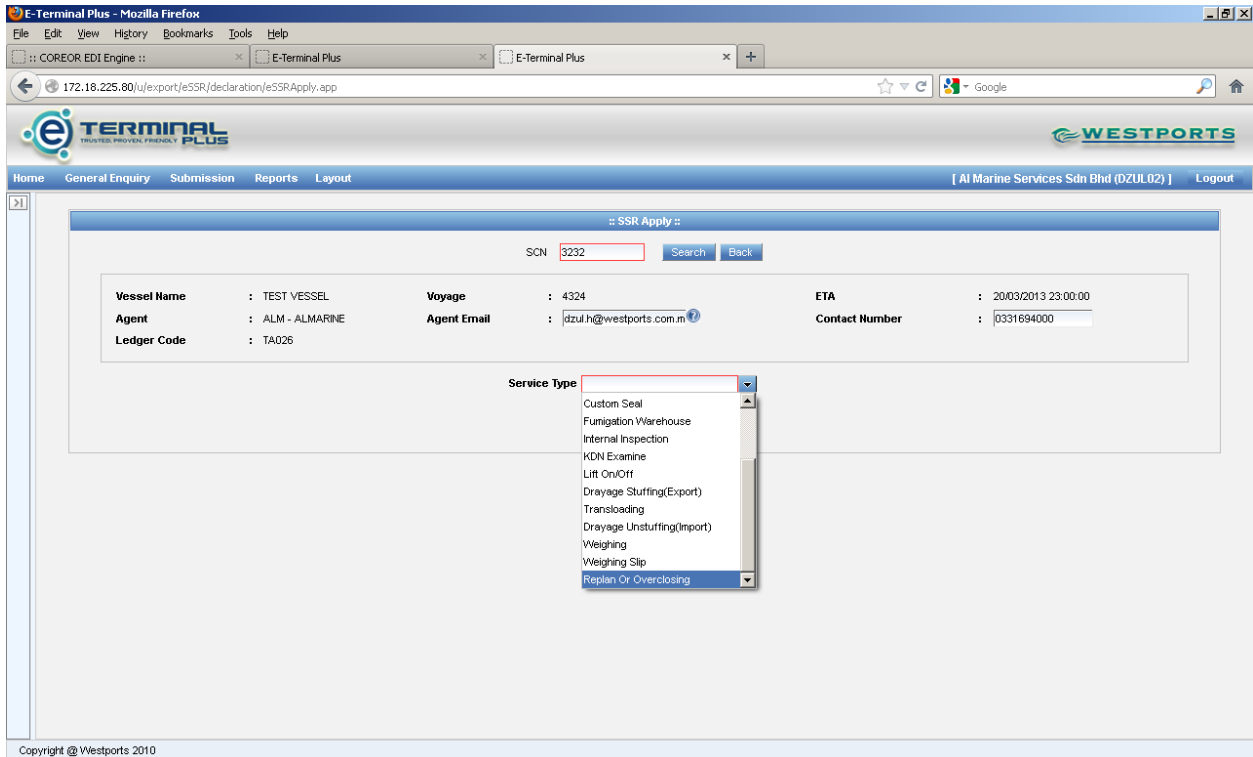 E-Terminal Plus - Mozilla Firefox
File Edit View History Bookmarks Tools Help
:: COREOR EDI Engine :: E-Terminal Plus E-Terminal Plus
172.18.225.80/u/export/eSSR/declaration/eSSRApply.app Google
e TERMINAL PLUS
TRUSTED. PROVEN. FRIENDLY
WESTPORTS
Home General Enquiry Submission Reports Layout [ Al Marine Services Sdn Bhd (DZUL02) ] Logout
:: SSR Apply ::
SCN 3232 Search Back
Vessel Name : TEST VESSEL Voyage : 4324 ETA : 20/03/2013 23:00:00
Agent : ALM - ALMARINE Agent Email : dzul.h@westports.com.m Contact Number : 0331694000
Ledger Code : TA026
Service Type
Custom Seal
Fumigation Warehouse
Internal Inspection
KDN Examine
Lift On/Off
Drayage Stuffing(Export)
Transloading
Drayage Unstuffing(Import)
Weighing
Weighing Slip
Replan Or Overclosing
Copyright @ Westports 2010